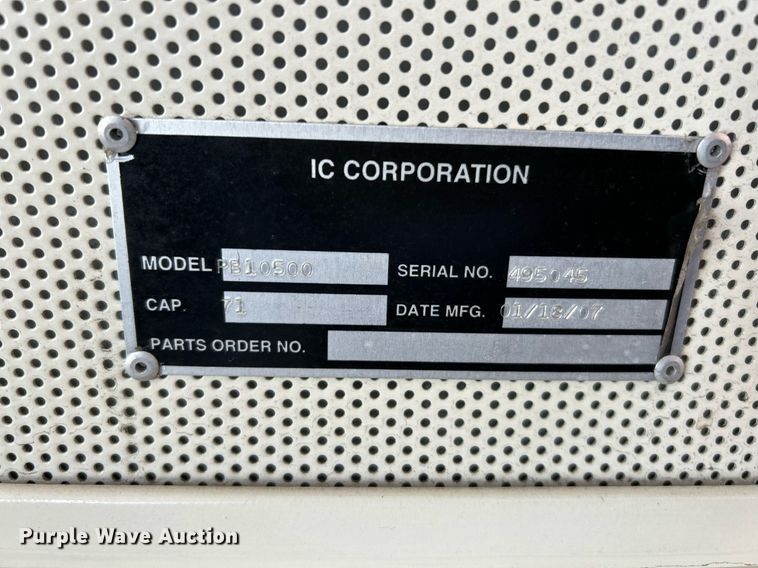 IC CORPORATION
MODEL PB10500 SERIAL NO. 495045
CAP. 71 DATE MFG. 01/18/07
PARTS ORDER NO.
Purple Wave Auction